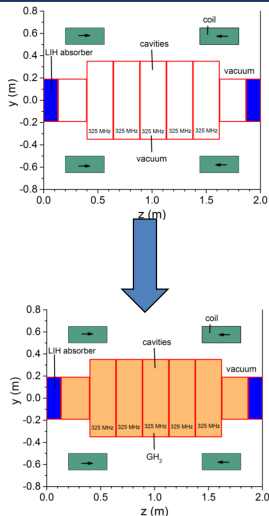 0.8
coil
0.6
LIH absorber
cavities
0.4
vacuum
0.2
y (m)
0.0
-0.2
325 MHz 325 MHz 325 MHz 325 MHz 325 MHz
-0.4
vacuum
-0.6
-0.8
0.0 0.5 1.0 1.5 2.0
z (m)
0.8
coil
0.6
LIH absorber
cavities
0.4
vacuum
0.2
y (m)
0.0
-0.2
325 MHz 325 MHz 325 MHz 325 MHz 325 MHz
-0.4
GH2
-0.6
-0.8
0.0 0.5 1.0 1.5 2.0
z (m)